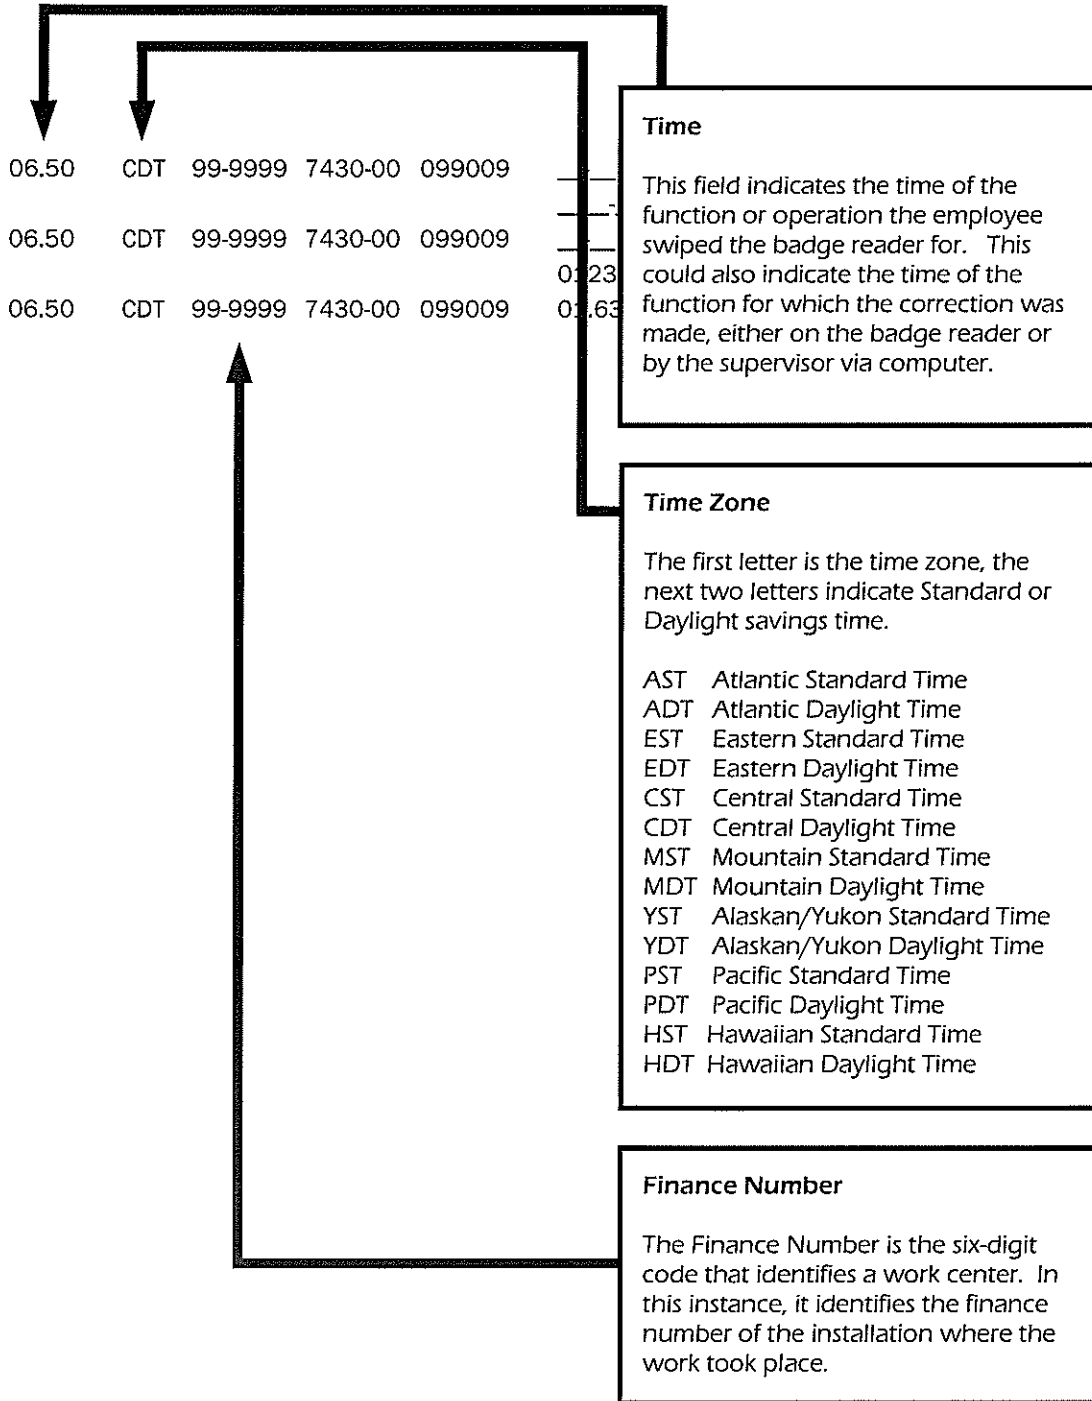 06.50 CDT 99-9999 7430-00 099009
06.50 CDT 99-9999 7430-00 099009
06.50 CDT 99-9999 7430-00 099009
Time
This field indicates the time of the
function or operation the employee
swiped the badge reader for. This
could also indicate the time of the
function for which the correction was
made, either on the badge reader or
by the supervisor via computer.
Time Zone
The first letter is the time zone, the
next two letters indicate Standard or
Daylight savings time.
AST Atlantic Standard Time
ADT Atlantic Daylight Time
EST Eastern Standard Time
EDT Eastern Daylight Time
CST Central Standard Time
CDT Central Daylight Time
MST Mountain Standard Time
MDT Mountain Daylight Time
YST Alaskan/Yukon Standard Time
YDT Alaskan/Yukon Daylight Time
PST Pacific Standard Time
PDT Pacific Daylight Time
HST Hawaiian Standard Time
HDT Hawaiian Daylight Time
Finance Number
The Finance Number is the six-digit
code that identifies a work center. In
this instance, it identifies the finance
number of the installation where the
work took place.